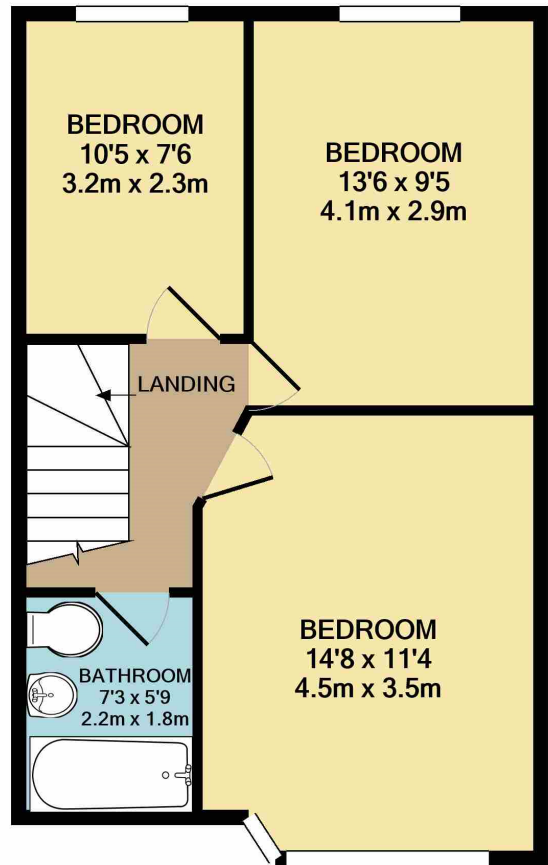 BEDROOM
10'5 x 7'6
3.2m x 2.3m
BEDROOM
13'6 x 9'5
4.1m x 2.9m
LANDING
BEDROOM
14'8 x 11'4
4.5m x 3.5m
BATHROOM
7'3 x 5'9
2.2m x 1.8m